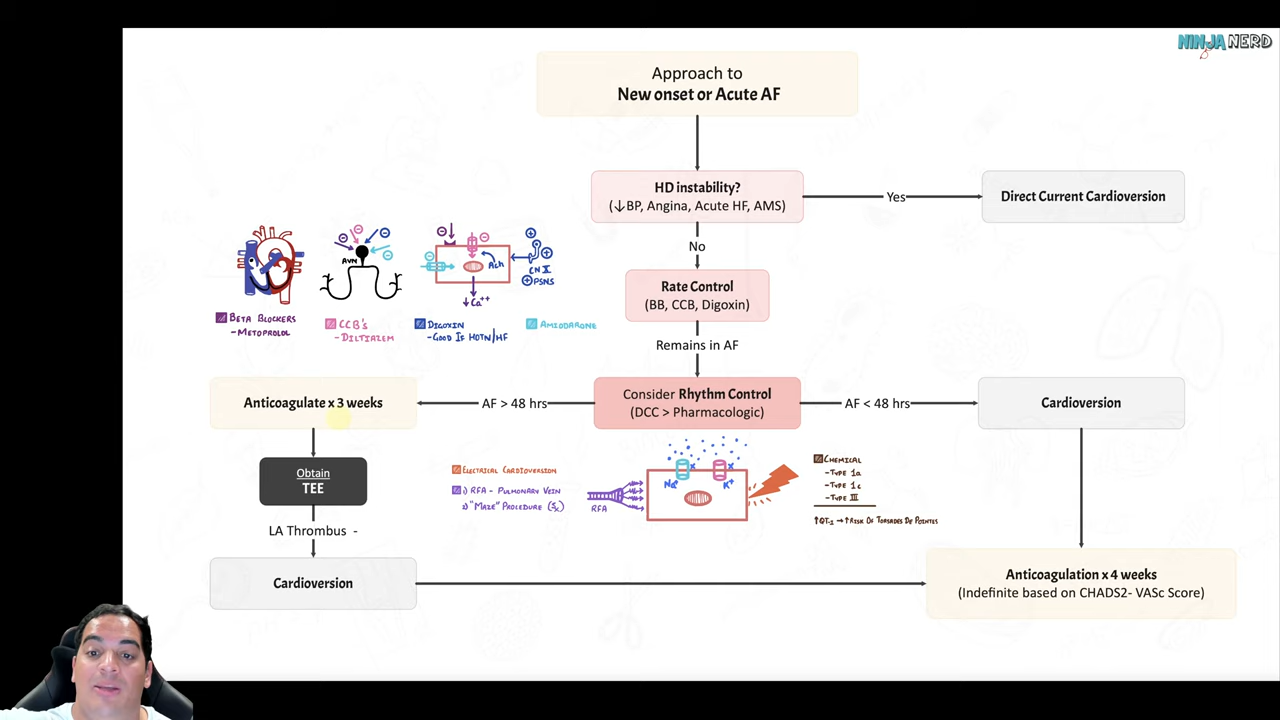 NINJA NERD
Approach to
New onset or Acute AF
HD instability?
(↓BP, Angina, Acute HF, AMS)
Yes
Direct Current Cardioversion
No
Rate Control
(BB, CCB, Digoxin)
Remains in AF
AVN
Ach
CN X
PSNS
↓Ca++
Beta Blockers
- Metoprolol
CCB's
- Diltiazem
Digoxin
- Good If HOTN/HF
Amiodarone
Anticoagulate x 3 weeks
AF > 48 hrs
Consider Rhythm Control
(DCC > Pharmacologic)
AF < 48 hrs
Cardioversion
Obtain
TEE
LA Thrombus -
Cardioversion
Electrical Cardioversion
1) RFA - Pulmonary Vein
2) "Maze" Procedure (Sx)
RFA
Na+
K+
Chemical
- Type 1a
- Type 1c
- Type III
↑QT-I → ↑Risk Of Torsades De Pointes
Anticoagulation x 4 weeks
(Indefinite based on CHADS2- VASc Score)